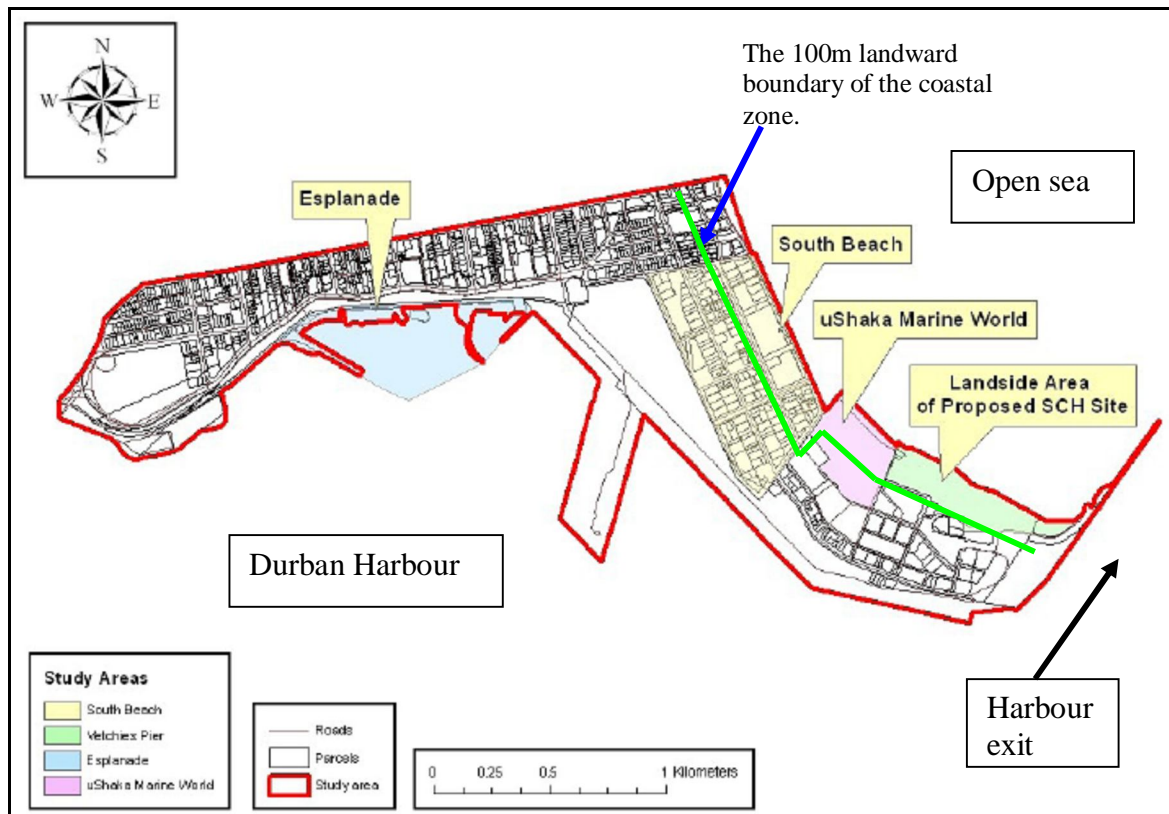 N
W E
S
The 100m landward
boundary of the coastal
zone.
Open sea
Esplanade
South Beach
uShaka Marine World
Landside Area
of Proposed SCH Site
Durban Harbour
Harbour
exit
Study Areas
South Beach
Vetchies Pier
Esplanade
uShaka Marine World
Roads
Parcels
Study area
0 0.25 0.5 1 Kilometers